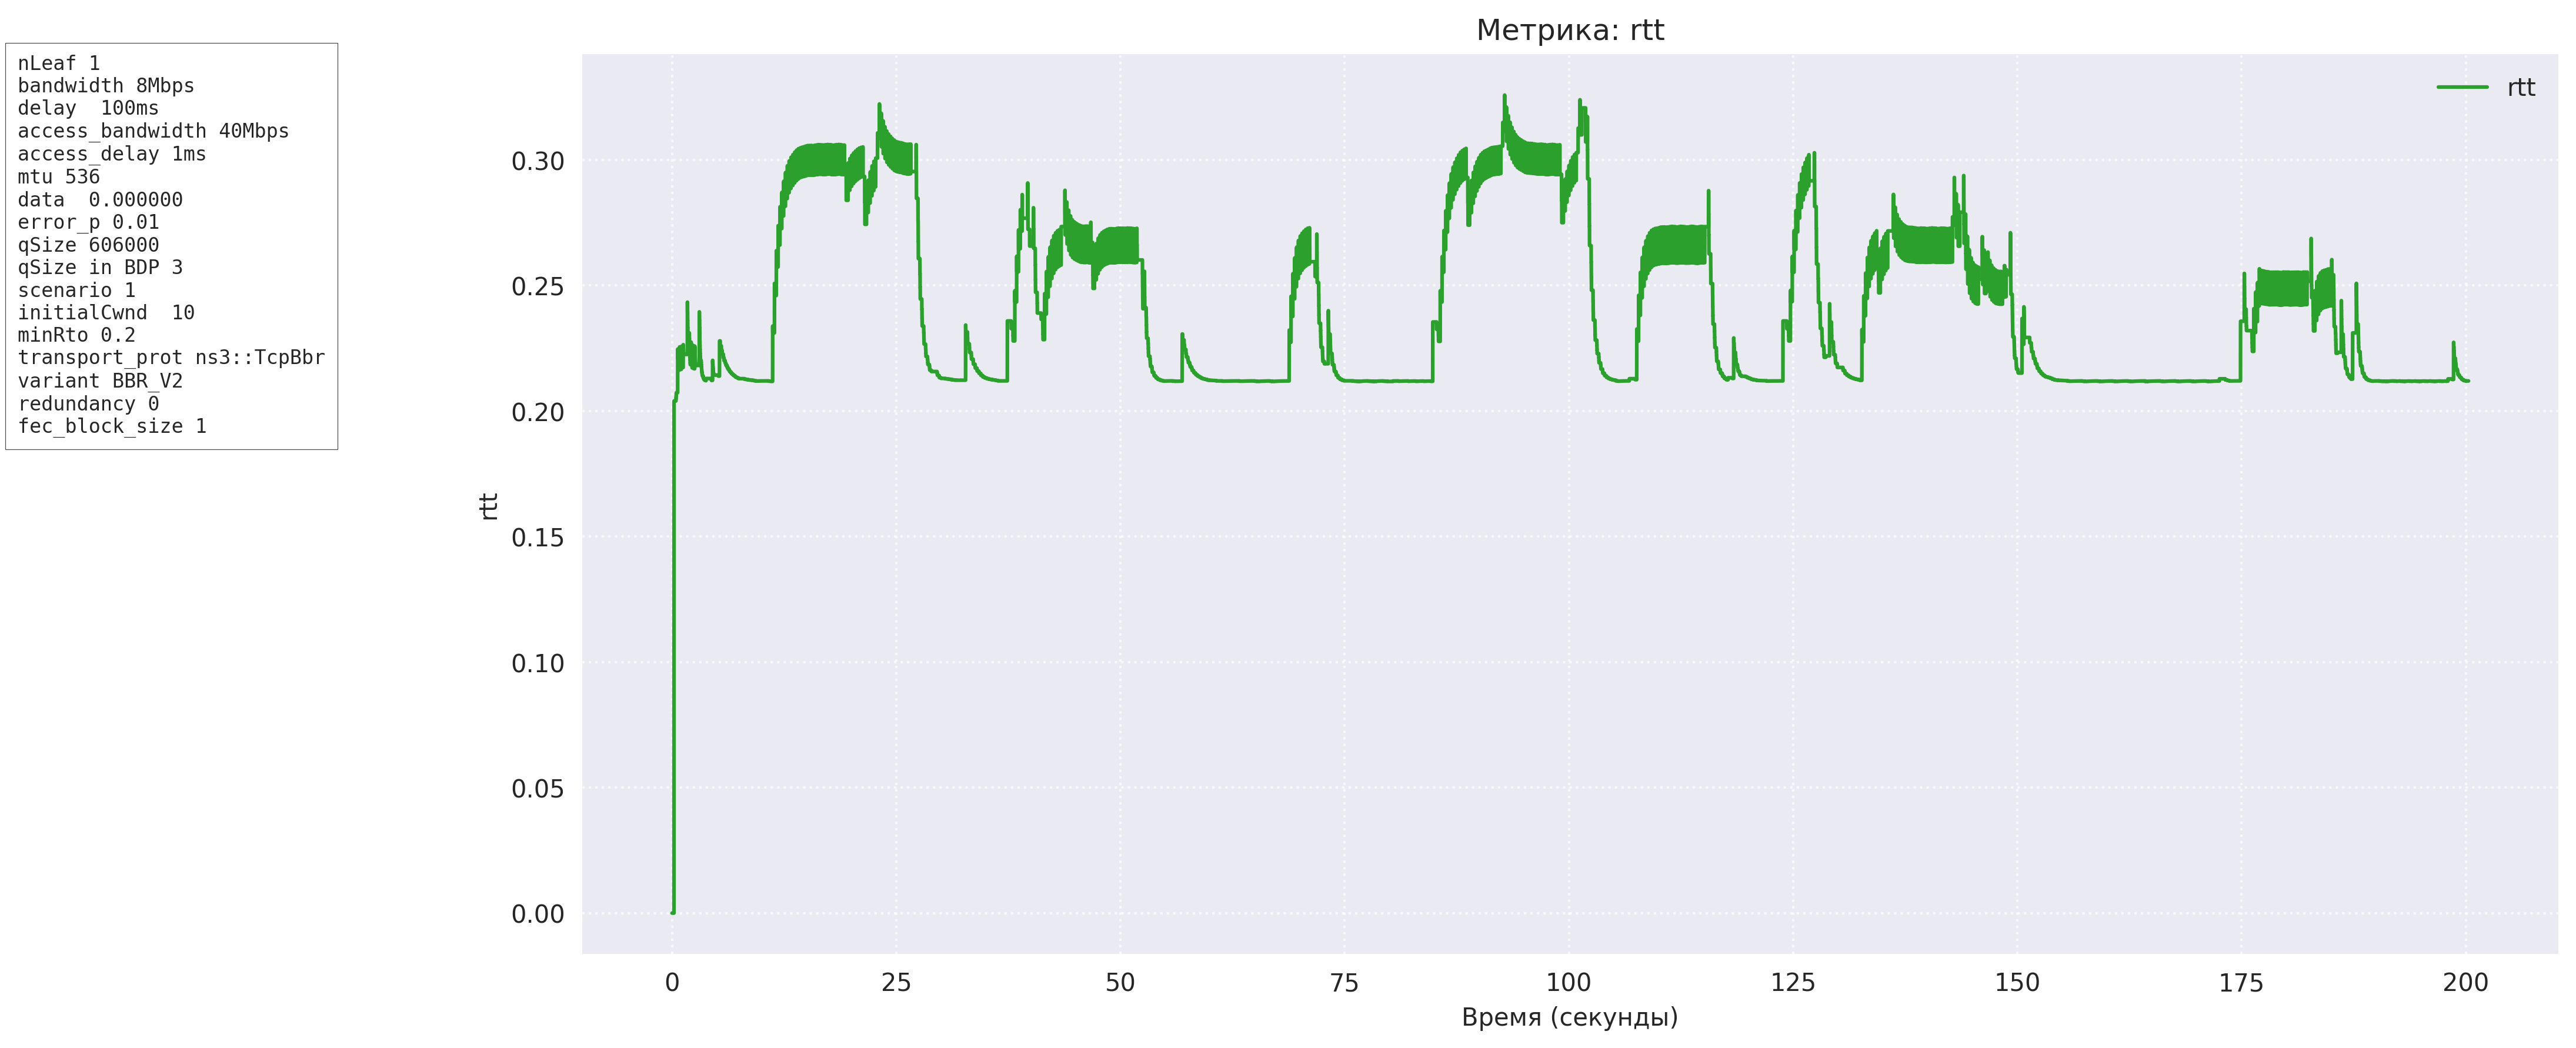 Метрика: rtt
nLeaf 1
bandwidth 8Mbps
delay  100ms
access_bandwidth 40Mbps
access_delay 1ms
mtu 536
data  0.000000
error_p 0.01
qSize 606000
qSize in BDP 3
scenario 1
initialCwnd  10
minRto 0.2
transport_prot ns3::TcpBbr
variant BBR_V2
redundancy 0
fec_block_size 1
rtt
rtt
0.30
0.25
0.20
0.15
0.10
0.05
0.00
0 25 50 75 100 125 150 175 200
Время (секунды)